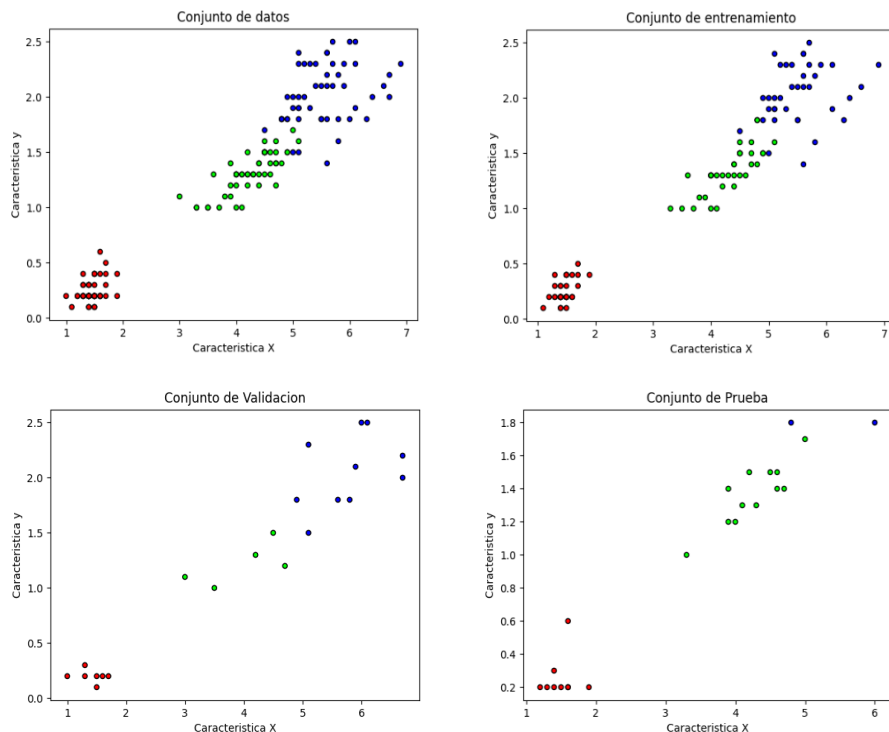 Conjunto de datos
Caracteristica y
2.5
2.0
1.5
1.0
0.5
0.0
1 2 3 4 5 6 7
Caracteristica X
Conjunto de entrenamiento
Caracteristica y
2.5
2.0
1.5
1.0
0.5
0.0
1 2 3 4 5 6 7
Caracteristica X
Conjunto de Validacion
Caracteristica y
2.5
2.0
1.5
1.0
0.5
0.0
1 2 3 4 5 6
Caracteristica X
Conjunto de Prueba
Caracteristica y
1.8
1.6
1.4
1.2
1.0
0.8
0.6
0.4
0.2
1 2 3 4 5 6
Caracteristica X